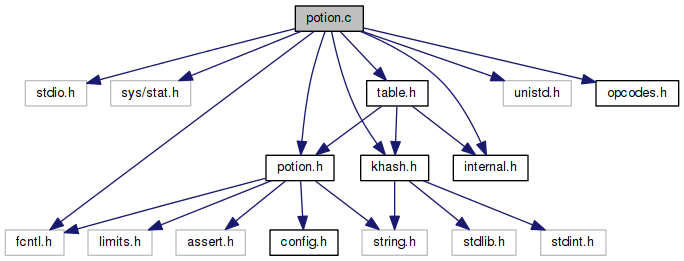 potion.c
stdio.h
sys/stat.h
table.h
unistd.h
opcodes.h
potion.h
khash.h
internal.h
fcntl.h
limits.h
assert.h
config.h
string.h
stdlib.h
stdint.h